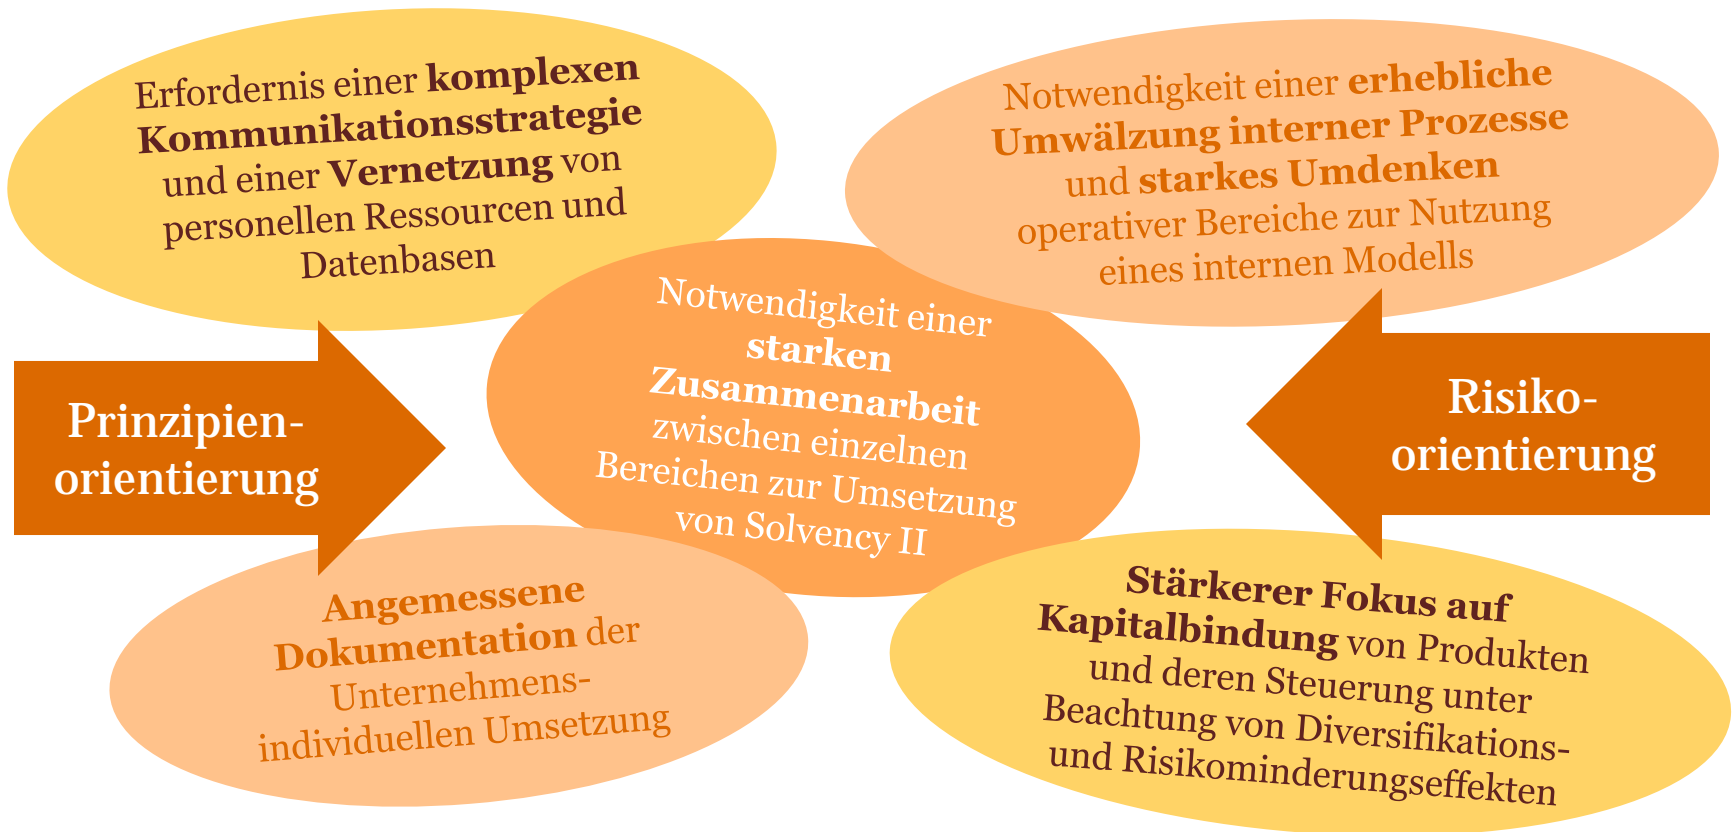 Erfordernis einer komplexen
Kommunikationsstrategie
und einer Vernetzung von
personellen Ressourcen und
Datenbasen
Notwendigkeit einer erhebliche
Umwälzung interner Prozesse
und starkes Umdenken
operativer Bereiche zur Nutzung
eines internen Modells
Notwendigkeit einer
starken
Zusammenarbeit
zwischen einzelnen
Bereichen zur Umsetzung
von Solvency II
Prinzipien-
orientierung
Risiko-
orientierung
Angemessene
Dokumentation der
Unternehmens-
individuellen Umsetzung
Stärkerer Fokus auf
Kapitalbindung von Produkten
und deren Steuerung unter
Beachtung von Diversifikations-
und Risikominderungseffekten